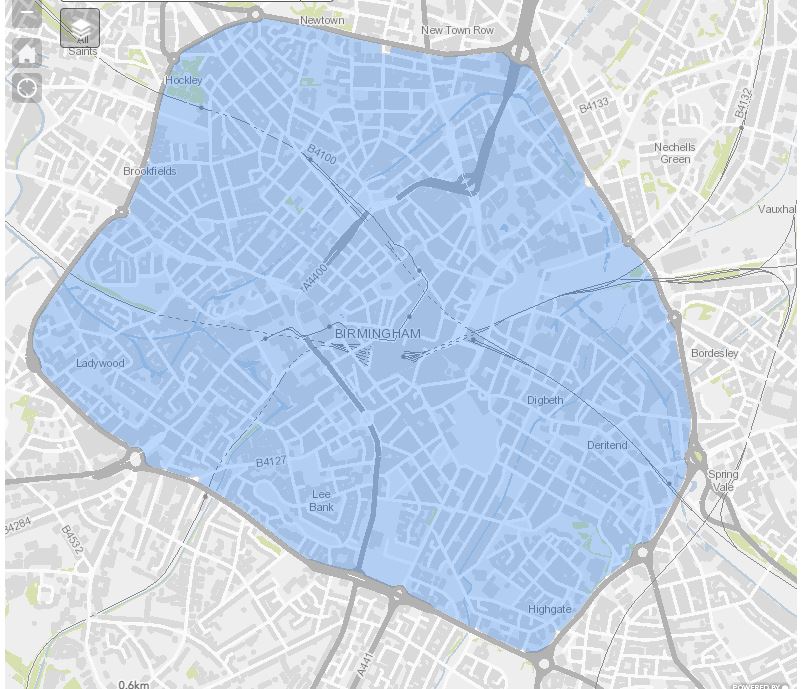 Newtown
New Town Row
All
Saints
Hockley
B4133
B4132
Nechells
Green
B4100
Brookfields
Vauxhal
A4400
BIRMINGHAM
Bordesley
Ladywood
Digbeth
Deritend
B4127
Spring
Vale
Lee
Bank
B4284
B4532
Highgate
A441
0.6km
POWERED BY